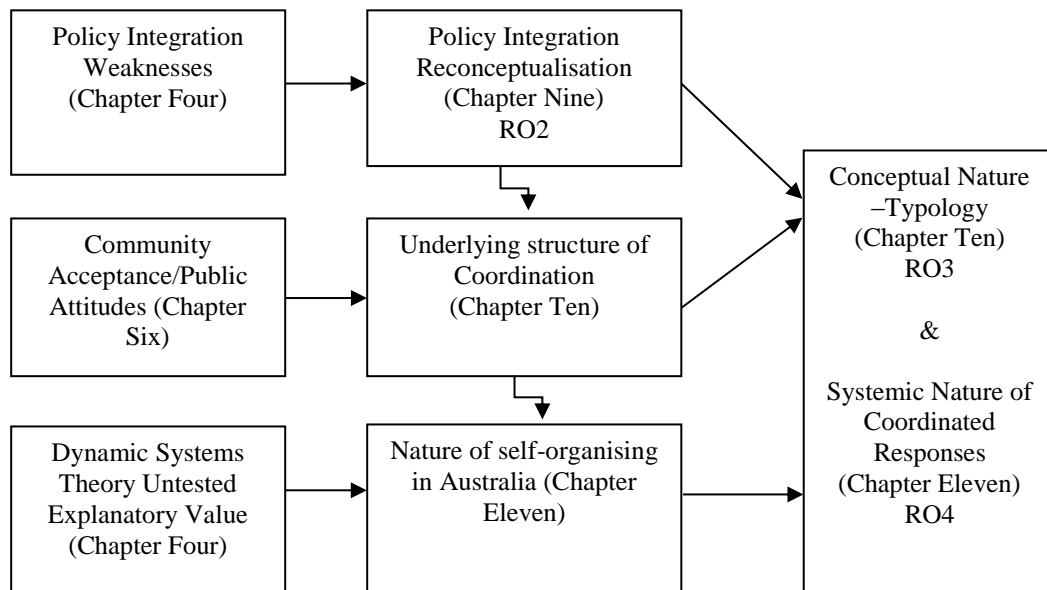 Policy Integration
Weaknesses
(Chapter Four)
Policy Integration
Reconceptualisation
(Chapter Nine)
RO2
Community
Acceptance/Public
Attitudes (Chapter
Six)
Underlying structure of
Coordination
(Chapter Ten)
Dynamic Systems
Theory Untested
Explanatory Value
(Chapter Four)
Nature of self-organising
in Australia (Chapter
Eleven)
Conceptual Nature
–Typology
(Chapter Ten)
RO3
&
Systemic Nature of
Coordinated
Responses
(Chapter Eleven)
RO4